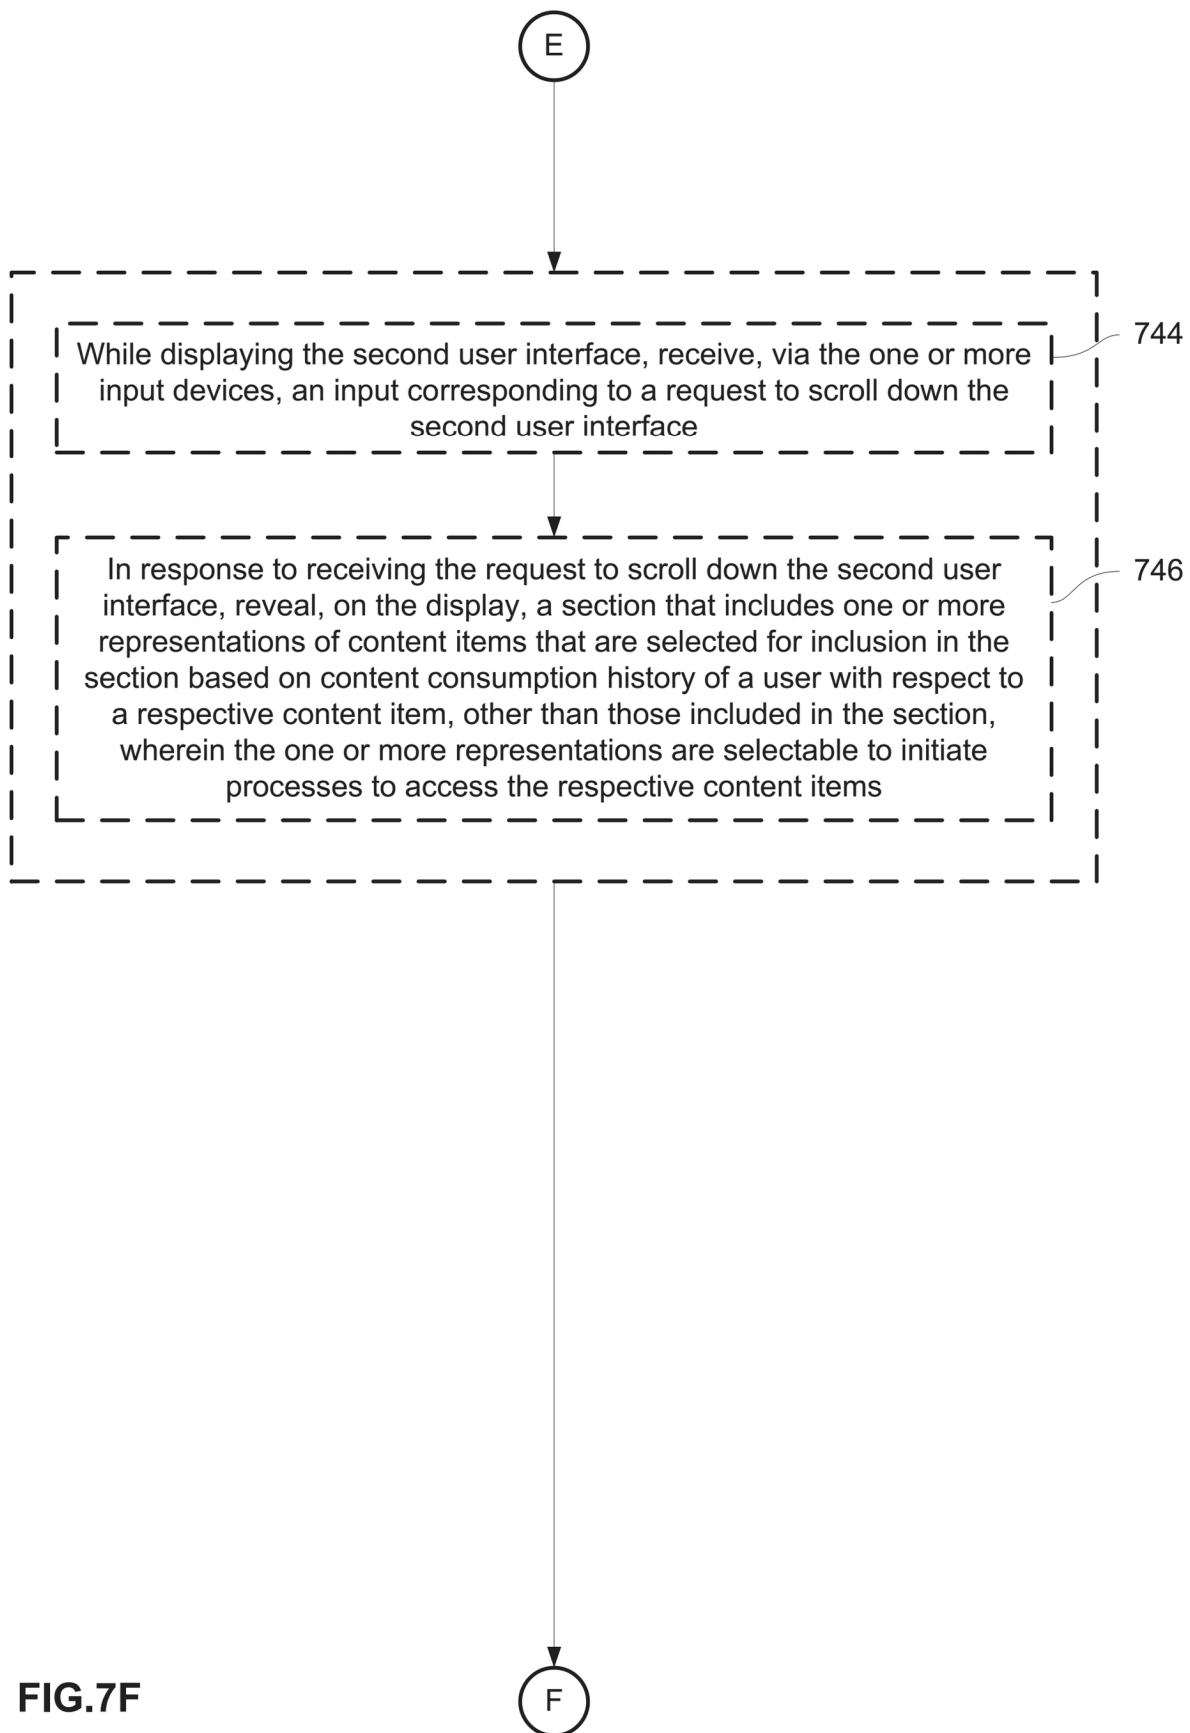 E
744
While displaying the second user interface, receive, via the one or more
input devices, an input corresponding to a request to scroll down the
second user interface
746
In response to receiving the request to scroll down the second user
interface, reveal, on the display, a section that includes one or more
representations of content items that are selected for inclusion in the
section based on content consumption history of a user with respect to
a respective content item, other than those included in the section,
wherein the one or more representations are selectable to initiate
processes to access the respective content items
FIG.7F
F